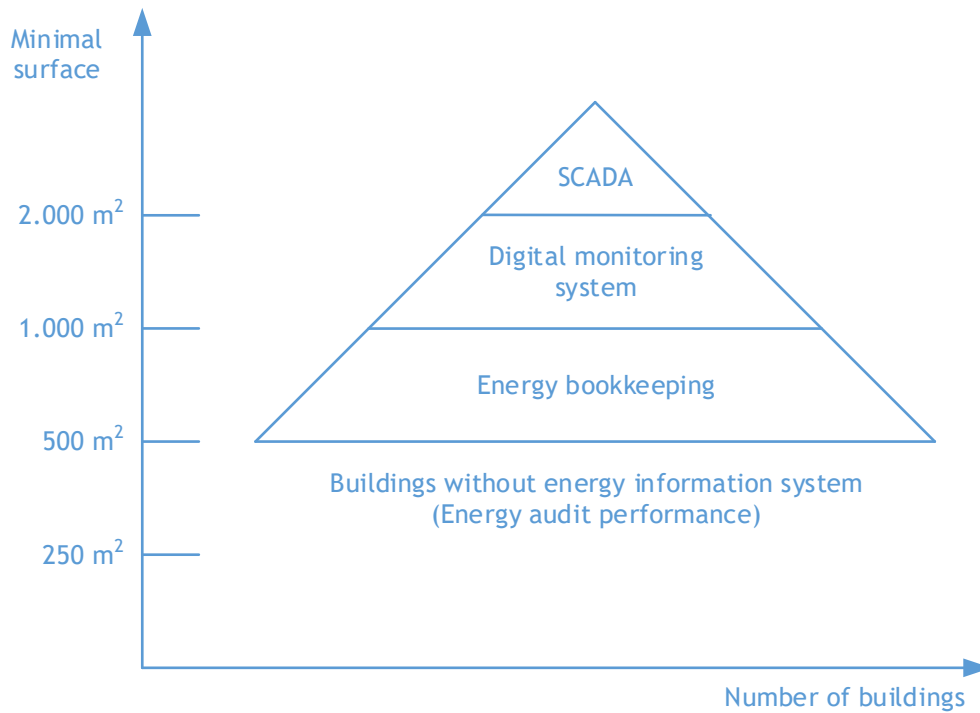 Minimal
surface
SCADA
2.000 m²
Digital monitoring
system
1.000 m²
Energy bookkeeping
500 m²
Buildings without energy information system
(Energy audit performance)
250 m²
Number of buildings